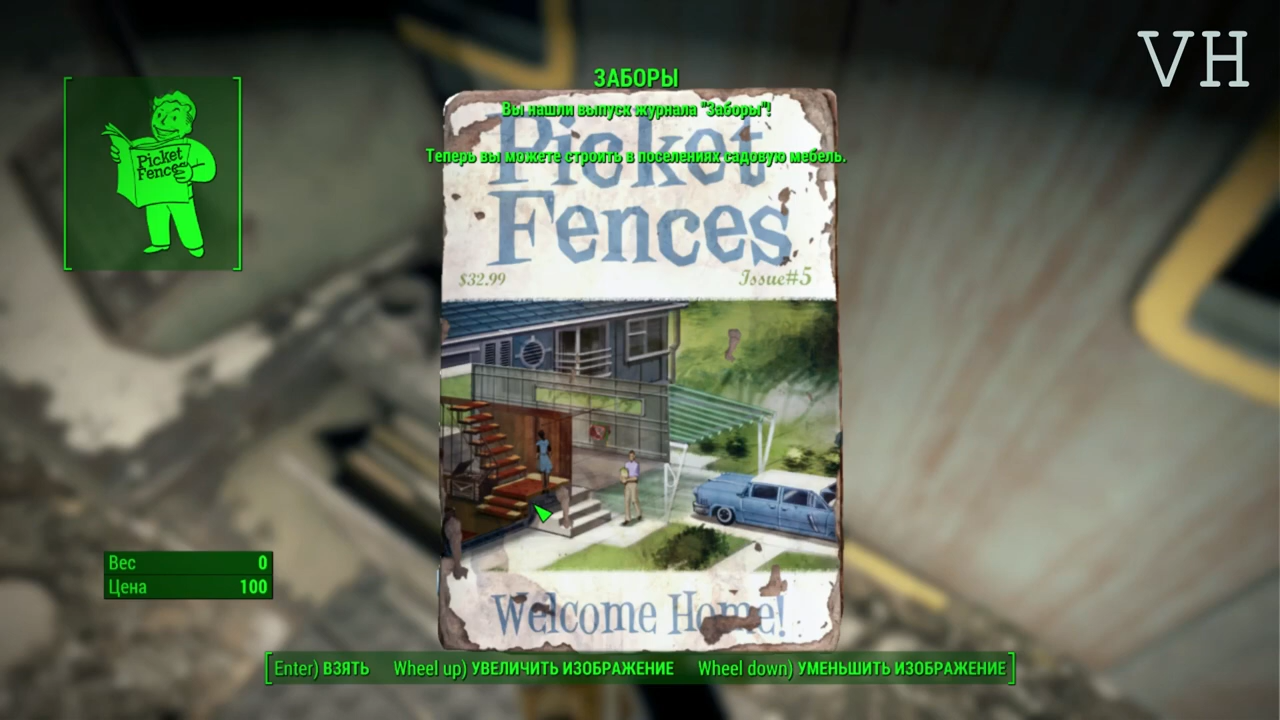 VH
ЗАБОРЫ
Вы нашли выпуск журнала "Заборы"!
Теперь вы можете строить в поселениях садовую мебель.
Picket
Fences
Picket
Fences
$32.99
Issue#5
Welcome Home!
Вес 0
Цена 100
Enter) ВЗЯТЬ Wheel up) УВЕЛИЧИТЬ ИЗОБРАЖЕНИЕ Wheel down) УМЕНЬШИТЬ ИЗОБРАЖЕНИЕ